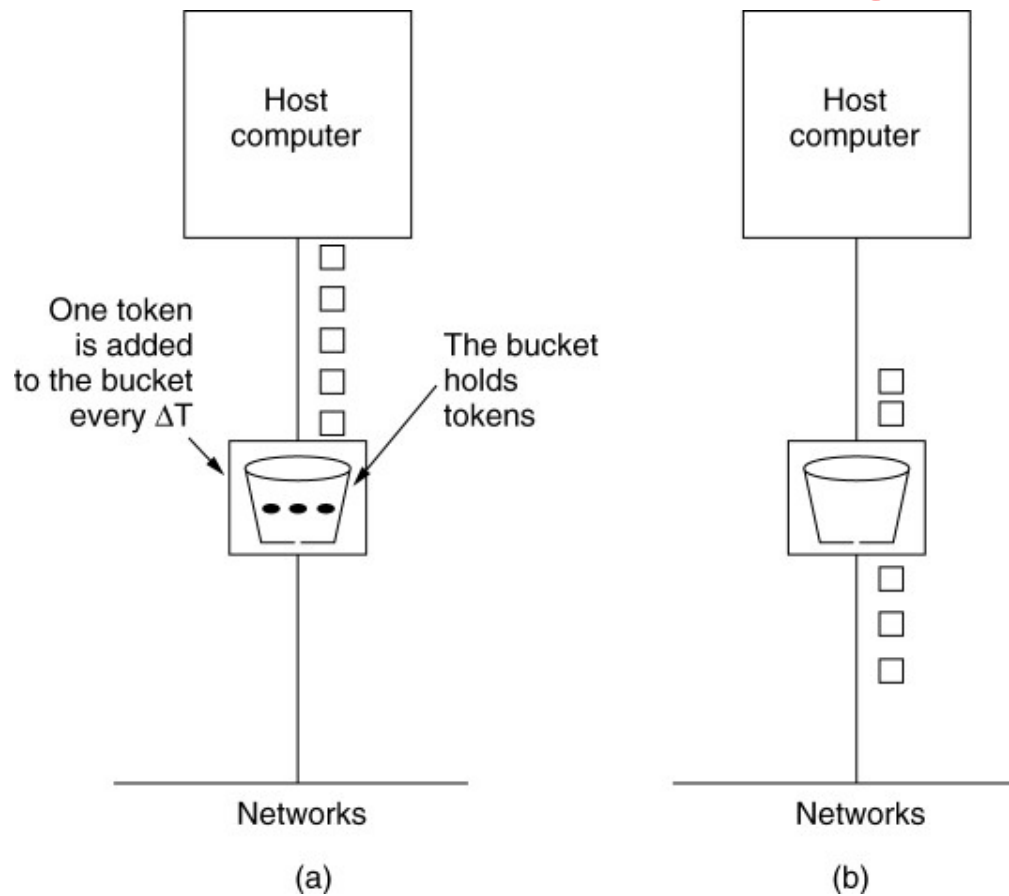 Host
computer
Host
computer
One token
is added
to the bucket
every ΔT
The bucket
holds
tokens
Networks
Networks
(a)
(b)